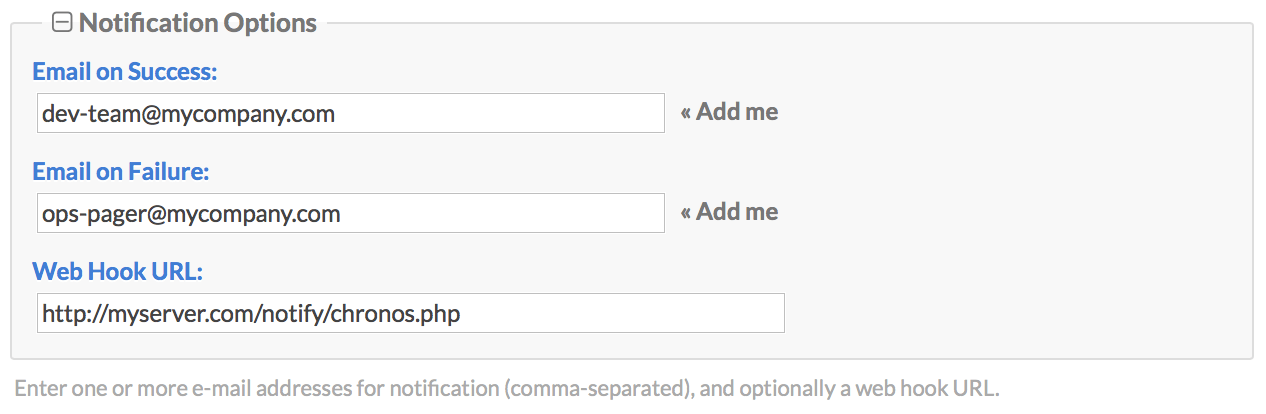 Notification Options
Email on Success:
dev-team@mycompany.com « Add me
Email on Failure:
ops-pager@mycompany.com « Add me
Web Hook URL:
http://myserver.com/notify/chronos.php
Enter one or more e-mail addresses for notification (comma-separated), and optionally a web hook URL.